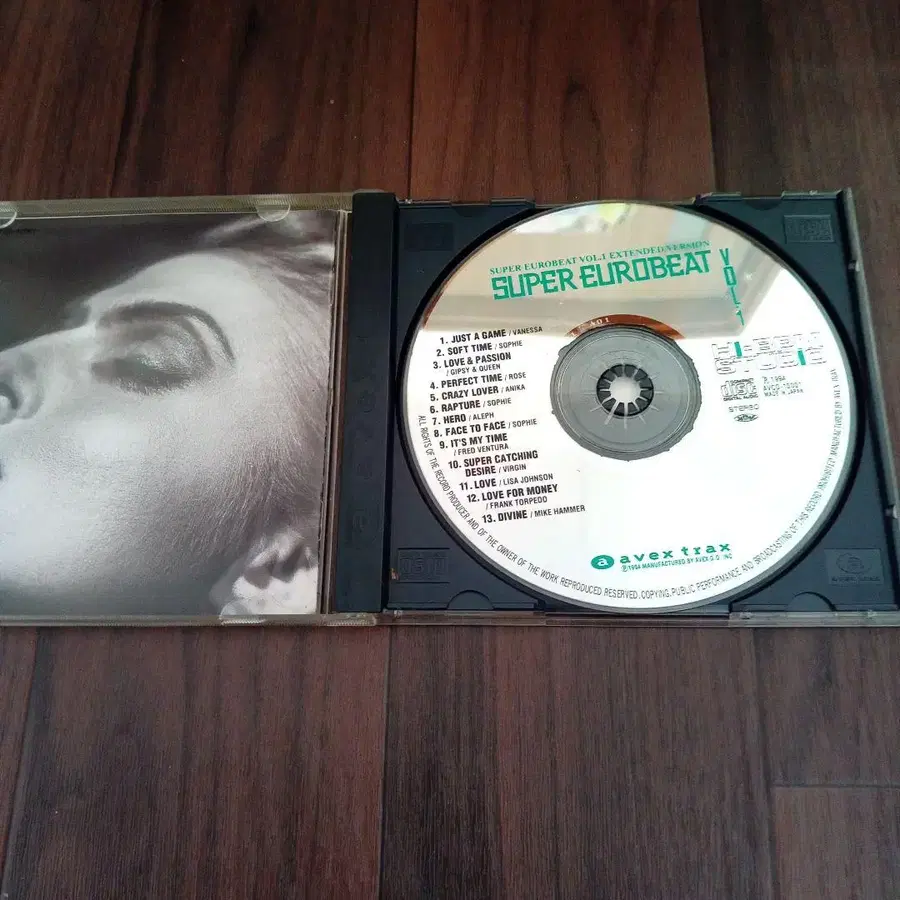 SUPER EUROBEAT VOL.1 EXTENDED VERSION
SUPER EUROBEAT
VOL.1
1. JUST A GAME / VANESSA
2. SOFT TIME / SOPHIE
3. LOVE & PASSION
/ GIPSY & QUEEN
4. PERFECT TIME / ROSE
5. CRAZY LOVER / ANIKA
6. RAPTURE / SOPHIE
7. HERO / ALEPH
8. FACE TO FACE / SOPHIE
9. IT'S MY TIME
/ FRED VENTURA
10. SUPER CATCHING
DESIRE / VIRGIN
11. LOVE / LISA JOHNSON
12. LOVE FOR MONEY
/ FRANK TORPEDO
13. DIVINE / MIKE HAMMER
STEREO
MADE IN JAPAN
a avex trax
℗1994 MANUFACTURED BY AVEX D.D. INC.
ALL RIGHTS OF THE RECORD PRODUCER AND OF THE OWNER OF THE WORK REPRODUCED RESERVED. COPYING, PUBLIC PERFORMANCE AND BROADCASTING OF THIS RECORD PROHIBITED.